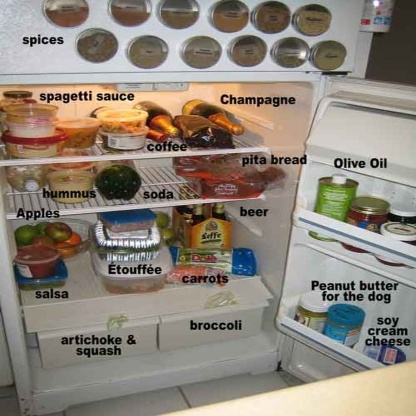 spices
spagetti sauce
Champagne
coffee
pita bread
Olive Oil
hummus
soda
Apples
beer
Leffe
Étouffée
carrots
salsa
Peanut butter
for the dog
artichoke &
squash
broccoli
soy
cream
cheese